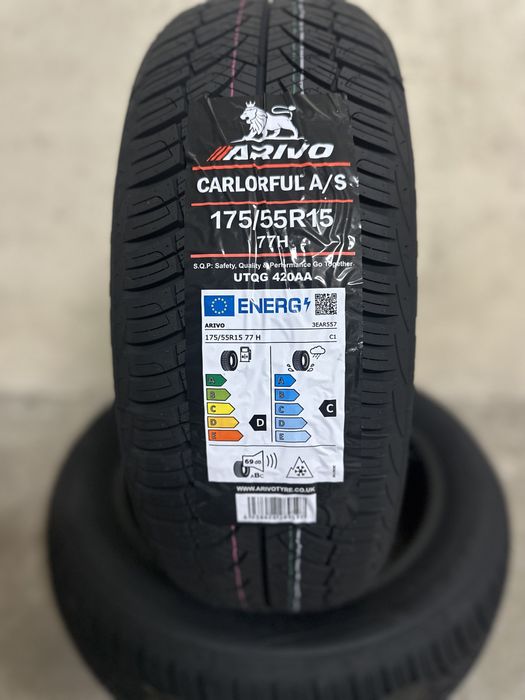 ARIVO
CARLORFUL A/S
175/55R15
77H
S.Q.P: Safety, Quality & Performance Go Together
UTQG 420AA
ENERG
ARIVO 3EAR557
175/55R15 77 H C1
A A
B B
C C C
D D D
E E
69 dB
ABC
WWW.ARIVOTYRE.CO.UK